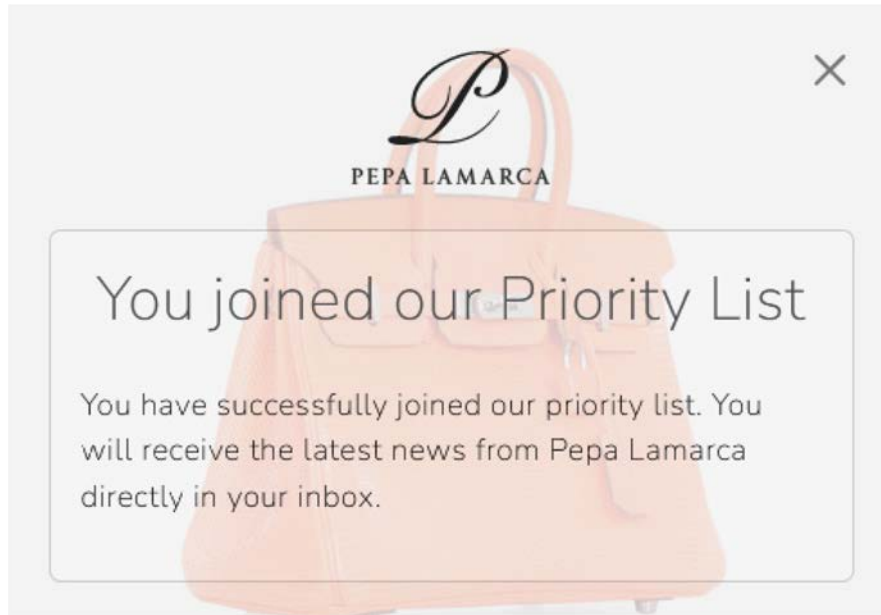 P
PEPA LAMARCA
You joined our Priority List
You have successfully joined our priority list. You
will receive the latest news from Pepa Lamarca
directly in your inbox.